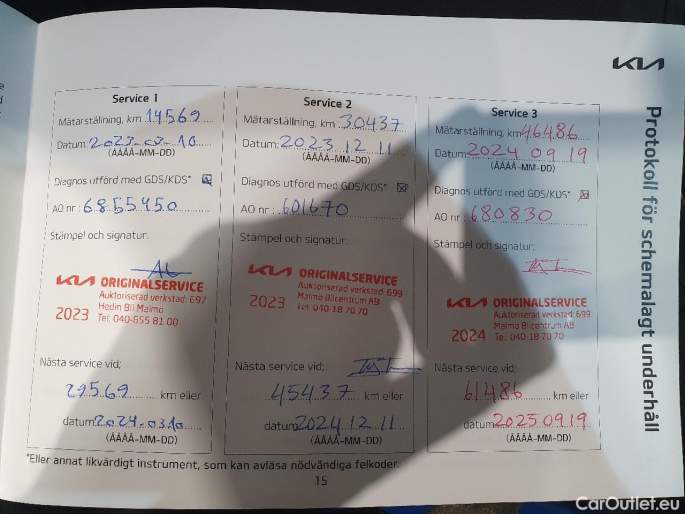 KIA
Protokoll för schemalagt underhåll
Service 1
Mätarställning, km 14569
Datum: 2023-03-10
(ÅÅÅÅ-MM-DD)
Diagnos utförd med GDS/KDS*
AO nr: 6855450
Stämpel och signatur:
KIA ORIGINALSERVICE
Auktoriserad verkstad: 697
Hedin Bil Malmö
2023 Tel: 040-655 81 00
Nästa service vid;
29569 km eller
datum 2024-03-10
(ÅÅÅÅ-MM-DD)
Service 2
Mätarställning, km 30437
Datum: 2023 12 11
(ÅÅÅÅ-MM-DD)
Diagnos utförd med GDS/KDS*
AO nr: 601670
Stämpel och signatur:
KIA ORIGINALSERVICE
Auktoriserad verkstad: 699
Malmö Bilcentrum AB
2023 Tel: 040-18 70 70
Nästa service vid;
45437 km eller
datum 2024 12 11
(ÅÅÅÅ-MM-DD)
Service 3
Mätarställning, km 46486
Datum: 2024 09 19
(ÅÅÅÅ-MM-DD)
Diagnos utförd med GDS/KDS*
AO nr: 680830
Stämpel och signatur:
KIA ORIGINALSERVICE
Auktoriserad verkstad: 699
Malmö Bilcentrum AB
2024 Tel: 040-18 70 70
Nästa service vid;
61486 km eller
datum 2025 09 19
(ÅÅÅÅ-MM-DD)
*Eller annat likvärdigt instrument, som kan avläsa nödvändiga felkoder.
15
CarOutlet.eu